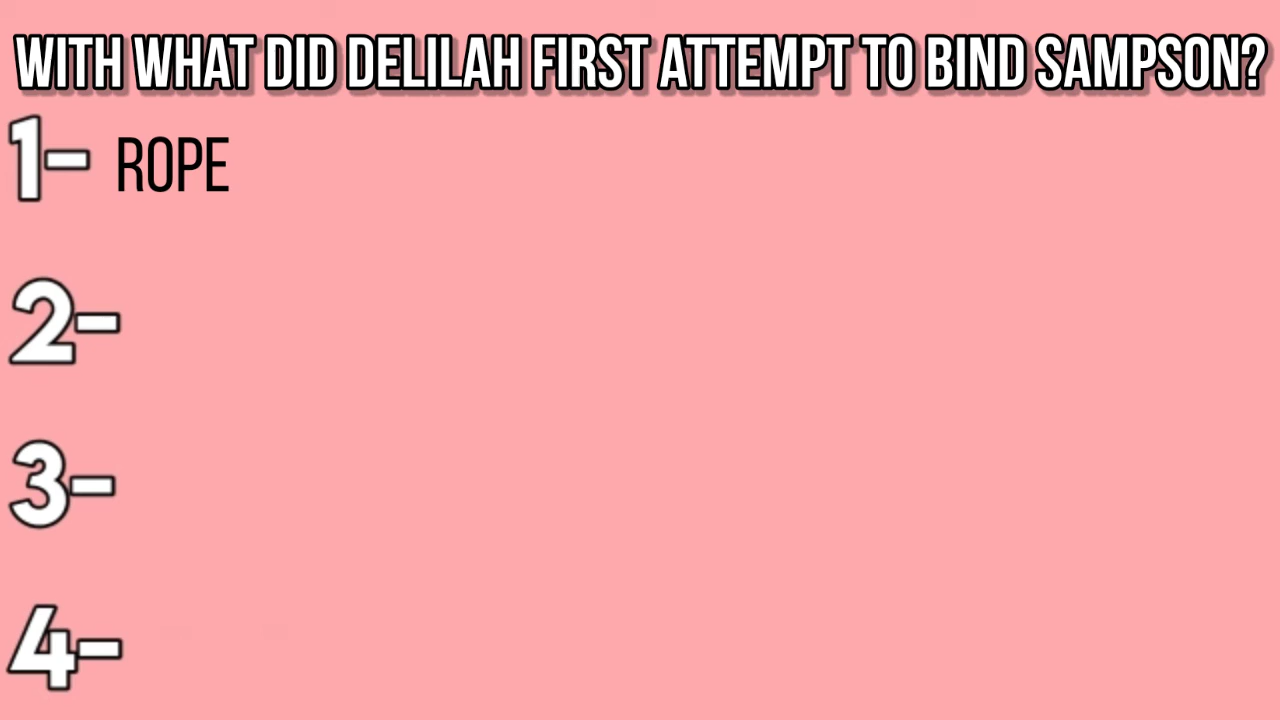 WITH WHAT DID DELILAH FIRST ATTEMPT TO BIND SAMPSON?
1- ROPE
2-
3-
4-